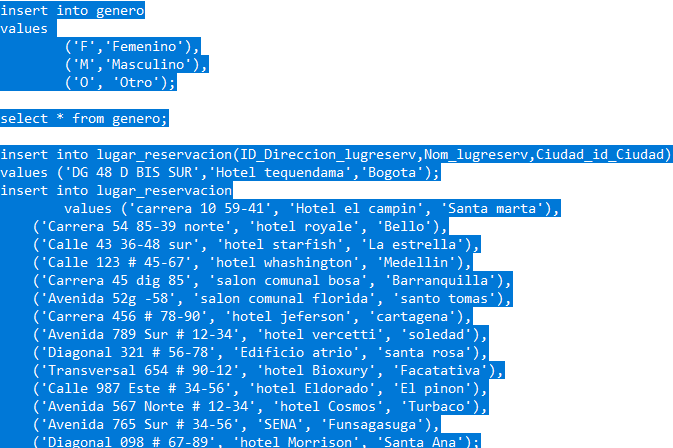 insert into genero
values
('F','Femenino'),
('M','Masculino'),
('O', 'Otro');
select * from genero;
insert into lugar_reservacion(ID_Direccion_lugreserv,Nom_lugreserv,Ciudad_id_Ciudad)
values ('DG 48 D BIS SUR','Hotel tequendama','Bogota');
insert into lugar_reservacion
values ('carrera 10 59-41', 'Hotel el campin', 'Santa marta'),
('Carrera 54 85-39 norte', 'hotel royale', 'Bello'),
('Calle 43 36-48 sur', 'hotel starfish', 'La estrella'),
('Calle 123 # 45-67', 'hotel whashington', 'Medellin'),
('Carrera 45 dig 85', 'salon comunal bosa', 'Barranquilla'),
('Avenida 52g -58', 'salon comunal florida', 'santo tomas'),
('Carrera 456 # 78-90', 'hotel jeferson', 'cartagena'),
('Avenida 789 Sur # 12-34', 'hotel vercetti', 'soledad'),
('Diagonal 321 # 56-78', 'Edificio atrio', 'santa rosa'),
('Transversal 654 # 90-12', 'hotel Bioxury', 'Facatativa'),
('Calle 987 Este # 34-56', 'hotel Eldorado', 'El pinon'),
('Avenida 567 Norte # 12-34', 'hotel Cosmos', 'Turbaco'),
('Avenida 765 Sur # 34-56', 'SENA', 'Funsagasuga'),
('Diagonal 098 # 67-89', 'hotel Morrison', 'Santa Ana');